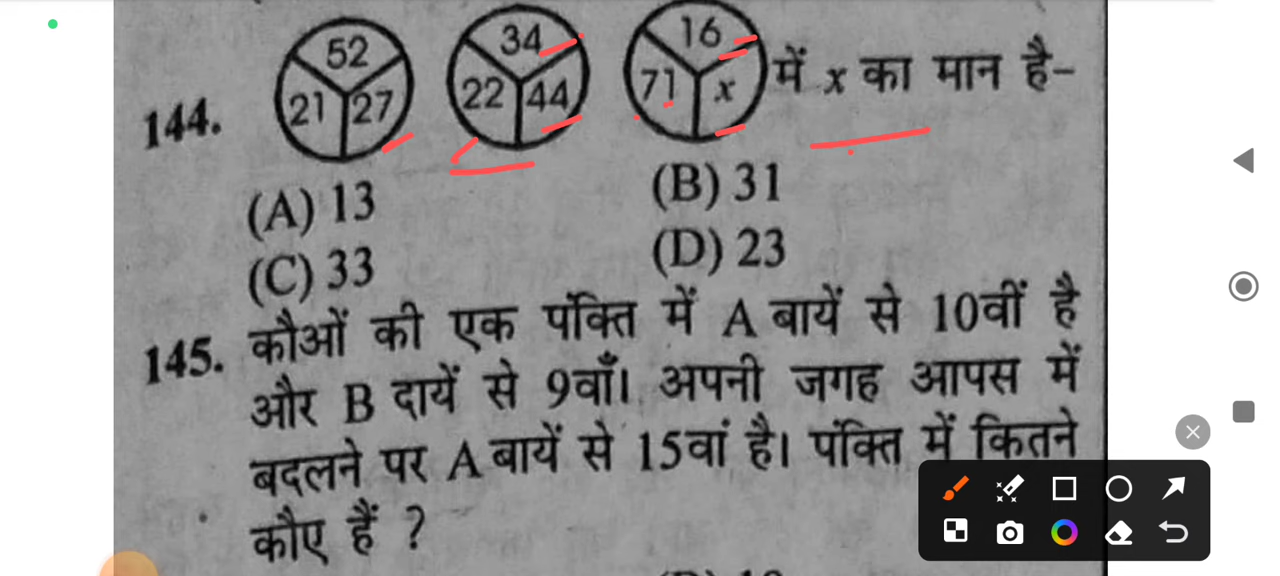 144.
52 21 27
34 22 44
16 71 x
में x का मान है-
(A) 13 (B) 31
(C) 33 (D) 23
145. कौओं की एक पंक्ति में A बायें से 10वीं है
और B दायें से 9वाँ। अपनी जगह आपस में
बदलने पर A बायें से 15वां है। पंक्ति में कितने
कौए हैं ?